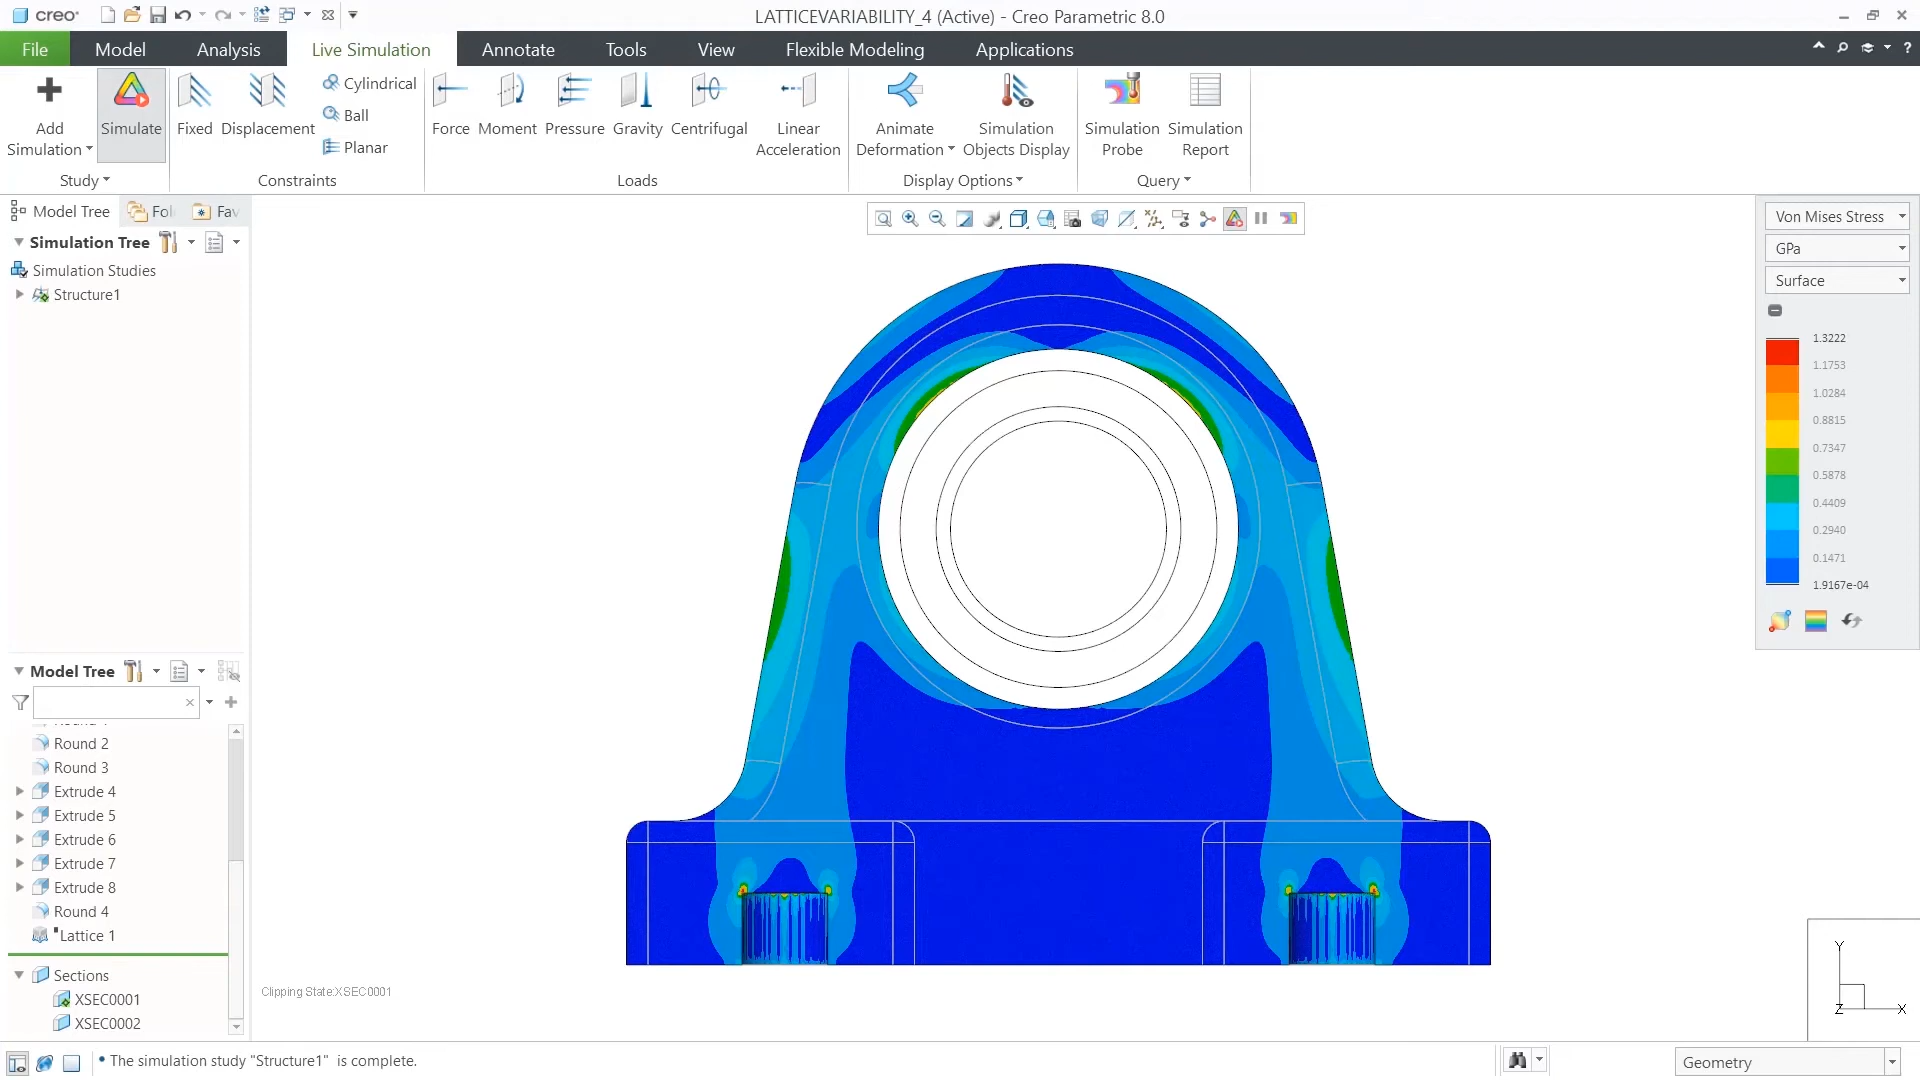 creo·
LATTICEVARIABILITY_4 (Active) - Creo Parametric 8.0
File Model Analysis Live Simulation Annotate Tools View Flexible Modeling Applications
Add Simulation
Simulate
Fixed
Displacement
Cylindrical
Ball
Planar
Force
Moment
Pressure
Gravity
Centrifugal
Linear Acceleration
Animate Deformation
Simulation Objects Display
Simulation Probe
Simulation Report
Study
Constraints
Loads
Display Options
Query
Model Tree
Fol
Fav
Simulation Tree
Simulation Studies
Structure1
Model Tree
Round 2
Round 3
Extrude 4
Extrude 5
Extrude 6
Extrude 7
Extrude 8
Round 4
Lattice 1
Sections
XSEC0001
XSEC0002
Clipping State:XSEC0001
Von Mises Stress
GPa
Surface
1.3222
1.1753
1.0284
0.8815
0.7347
0.5878
0.4409
0.2940
0.1471
1.9167e-04
Y
Z
X
• The simulation study "Structure1" is complete.
Geometry